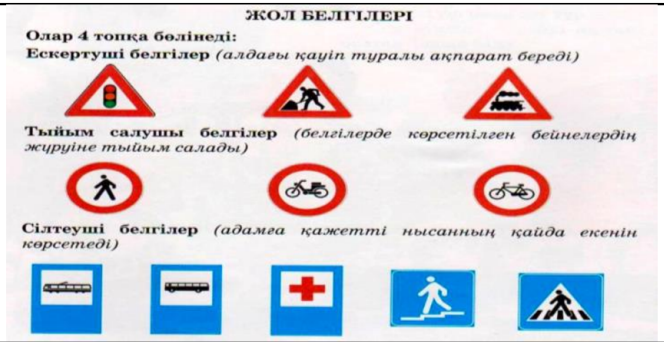 ЖОЛ БЕЛГІЛЕРІ
Олар 4 топқа бөлінеді:
Ескертуші белгілер (алдағы қауіп туралы ақпарат береді)
Тыйым салушы белгілер (белгілерде көрсетілген бейнелердің
жүруіне тыйым салады)
Сілтеуші белгілер (адамға қажетті нысанның қайда екенін
көрсетеді)